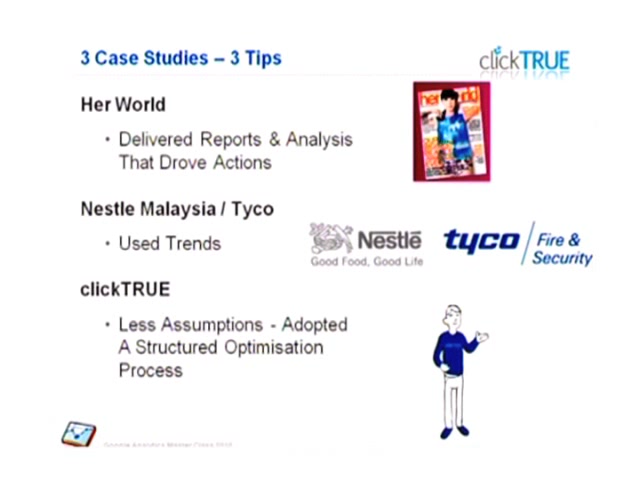 3 Case Studies – 3 Tips
clickTRUE
Her World
• Delivered Reports & Analysis
That Drove Actions
Nestle Malaysia / Tyco
• Used Trends
Nestlé
Good Food, Good Life
tyco
Fire &
Security
clickTRUE
• Less Assumptions - Adopted
A Structured Optimisation
Process